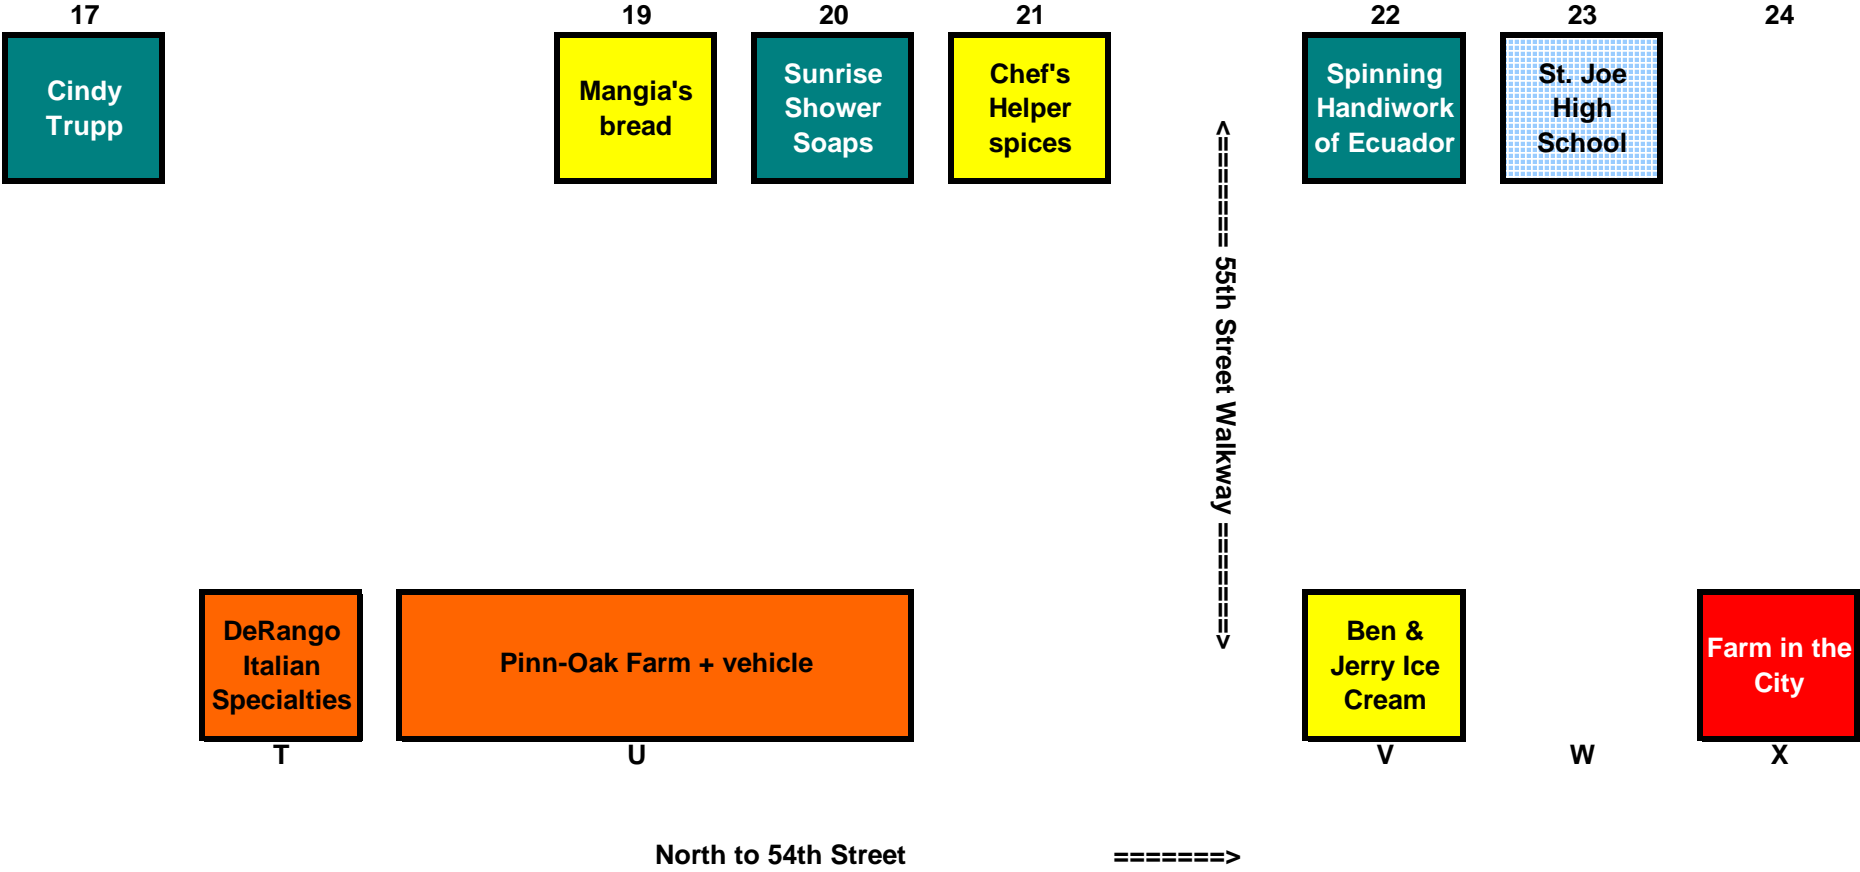 17 19 20 21 22 23 24
Cindy
Trupp
Mangia's
bread
Sunrise
Shower
Soaps
Chef's
Helper
spices
Spinning
Handiwork
of Ecuador
St. Joe
High
School
<======== 55th Street Walkway ========>
DeRango
Italian
Specialties
Pinn-Oak Farm + vehicle
Ben &
Jerry Ice
Cream
Farm in the
City
T U V W X
North to 54th Street =======>